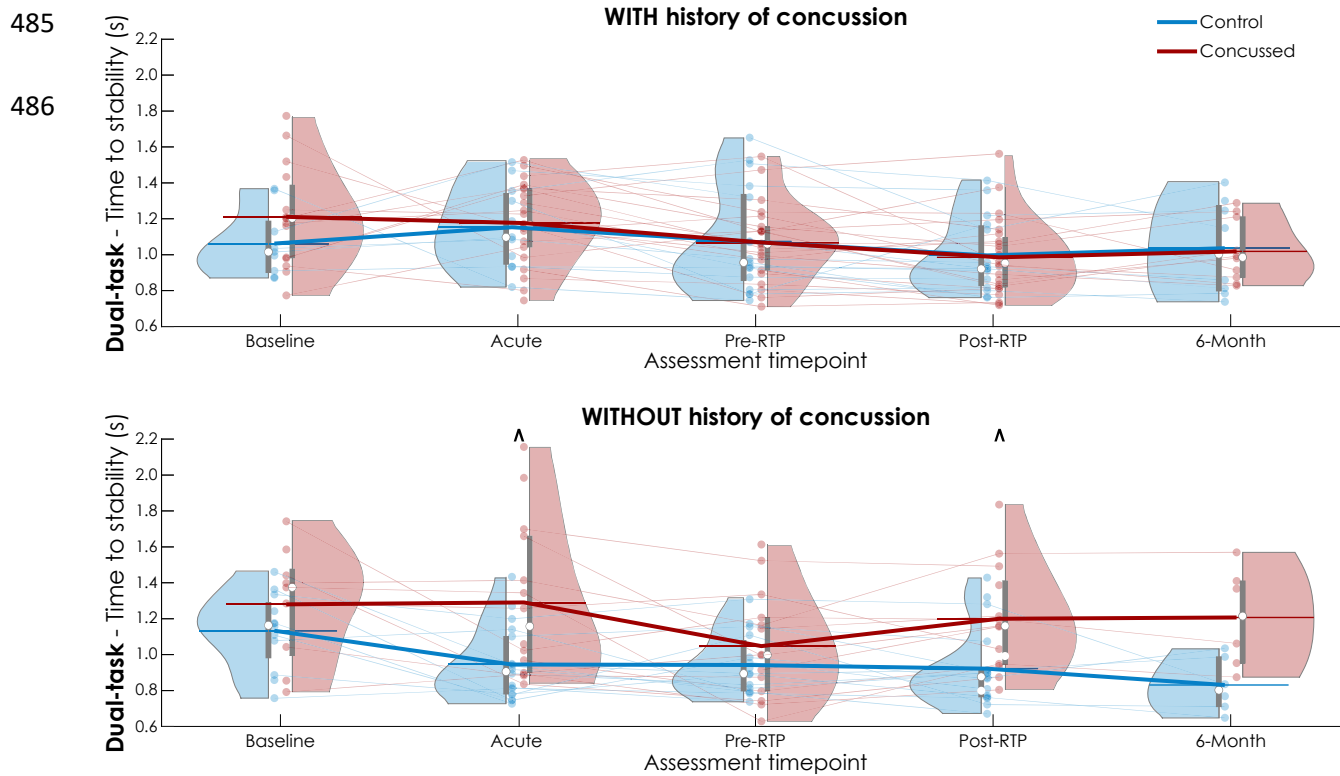 485
486
WITH history of concussion
Control
Concussed
Dual-task - Time to stability (s)
2.2
2.0
1.8
1.6
1.4
1.2
1.0
0.8
0.6
Baseline
Acute
Pre-RTP
Post-RTP
6-Month
Assessment timepoint
WITHOUT history of concussion
^
^
Dual-task - Time to stability (s)
2.2
2.0
1.8
1.6
1.4
1.2
1.0
0.8
0.6
Baseline
Acute
Pre-RTP
Post-RTP
6-Month
Assessment timepoint